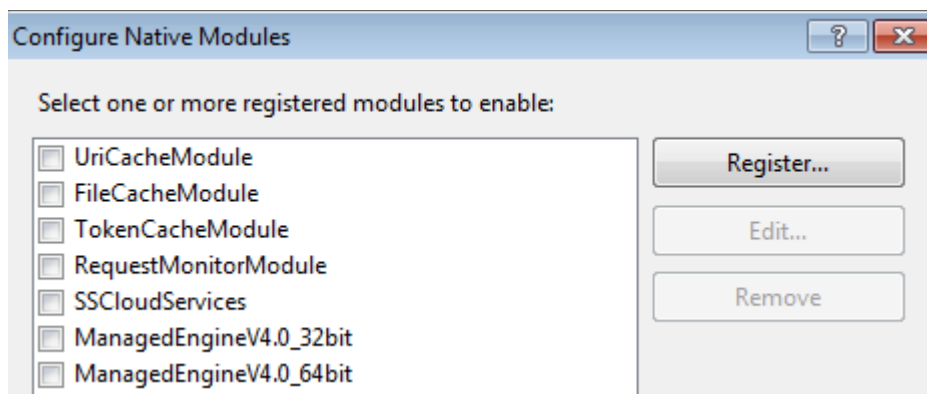 Configure Native Modules
Select one or more registered modules to enable:
UriCacheModule
FileCacheModule
TokenCacheModule
RequestMonitorModule
SSCloudServices
ManagedEngineV4.0_32bit
ManagedEngineV4.0_64bit
Register...
Edit...
Remove